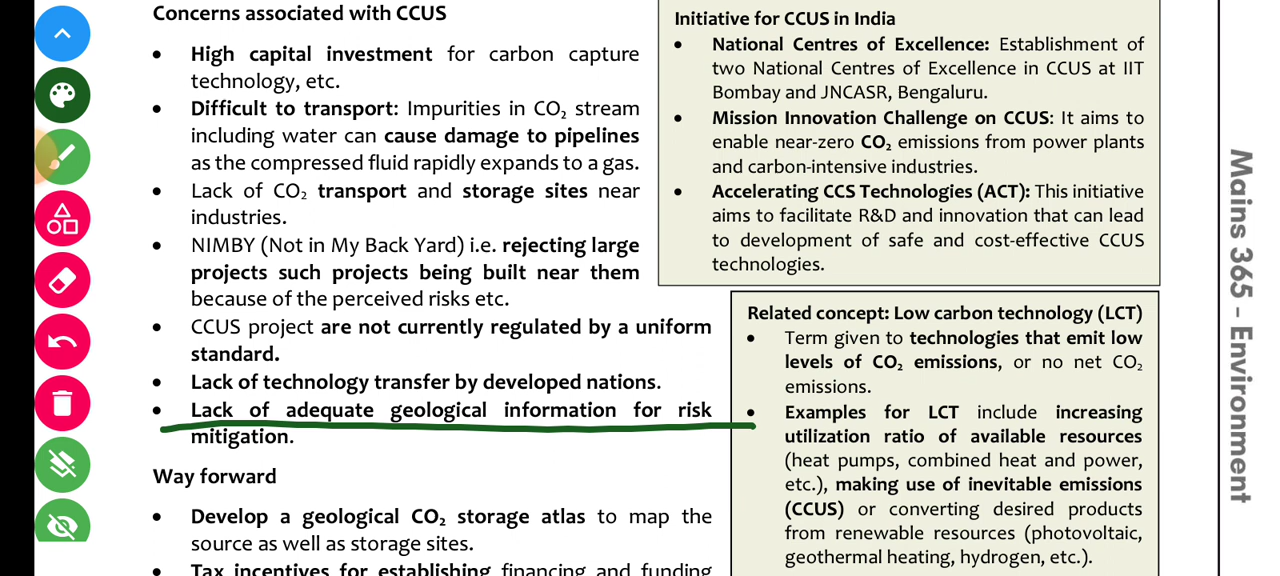 Concerns associated with CCUS
• High capital investment for carbon capture
technology, etc.
• Difficult to transport: Impurities in CO₂ stream
including water can cause damage to pipelines
as the compressed fluid rapidly expands to a gas.
• Lack of CO₂ transport and storage sites near
industries.
• NIMBY (Not in My Back Yard) i.e. rejecting large
projects such projects being built near them
because of the perceived risks etc.
• CCUS project are not currently regulated by a uniform
standard.
• Lack of technology transfer by developed nations.
• Lack of adequate geological information for risk
mitigation.
Way forward
• Develop a geological CO₂ storage atlas to map the
source as well as storage sites.
• Tax incentives for establishing financing and funding
Initiative for CCUS in India
• National Centres of Excellence: Establishment of
two National Centres of Excellence in CCUS at IIT
Bombay and JNCASR, Bengaluru.
• Mission Innovation Challenge on CCUS: It aims to
enable near-zero CO₂ emissions from power plants
and carbon-intensive industries.
• Accelerating CCS Technologies (ACT): This initiative
aims to facilitate R&D and innovation that can lead
to development of safe and cost-effective CCUS
technologies.
Related concept: Low carbon technology (LCT)
• Term given to technologies that emit low
levels of CO₂ emissions, or no net CO₂
emissions.
• Examples for LCT include increasing
utilization ratio of available resources
(heat pumps, combined heat and power,
etc.), making use of inevitable emissions
(CCUS) or converting desired products
from renewable resources (photovoltaic,
geothermal heating, hydrogen, etc.).
Mains 365 - Environment